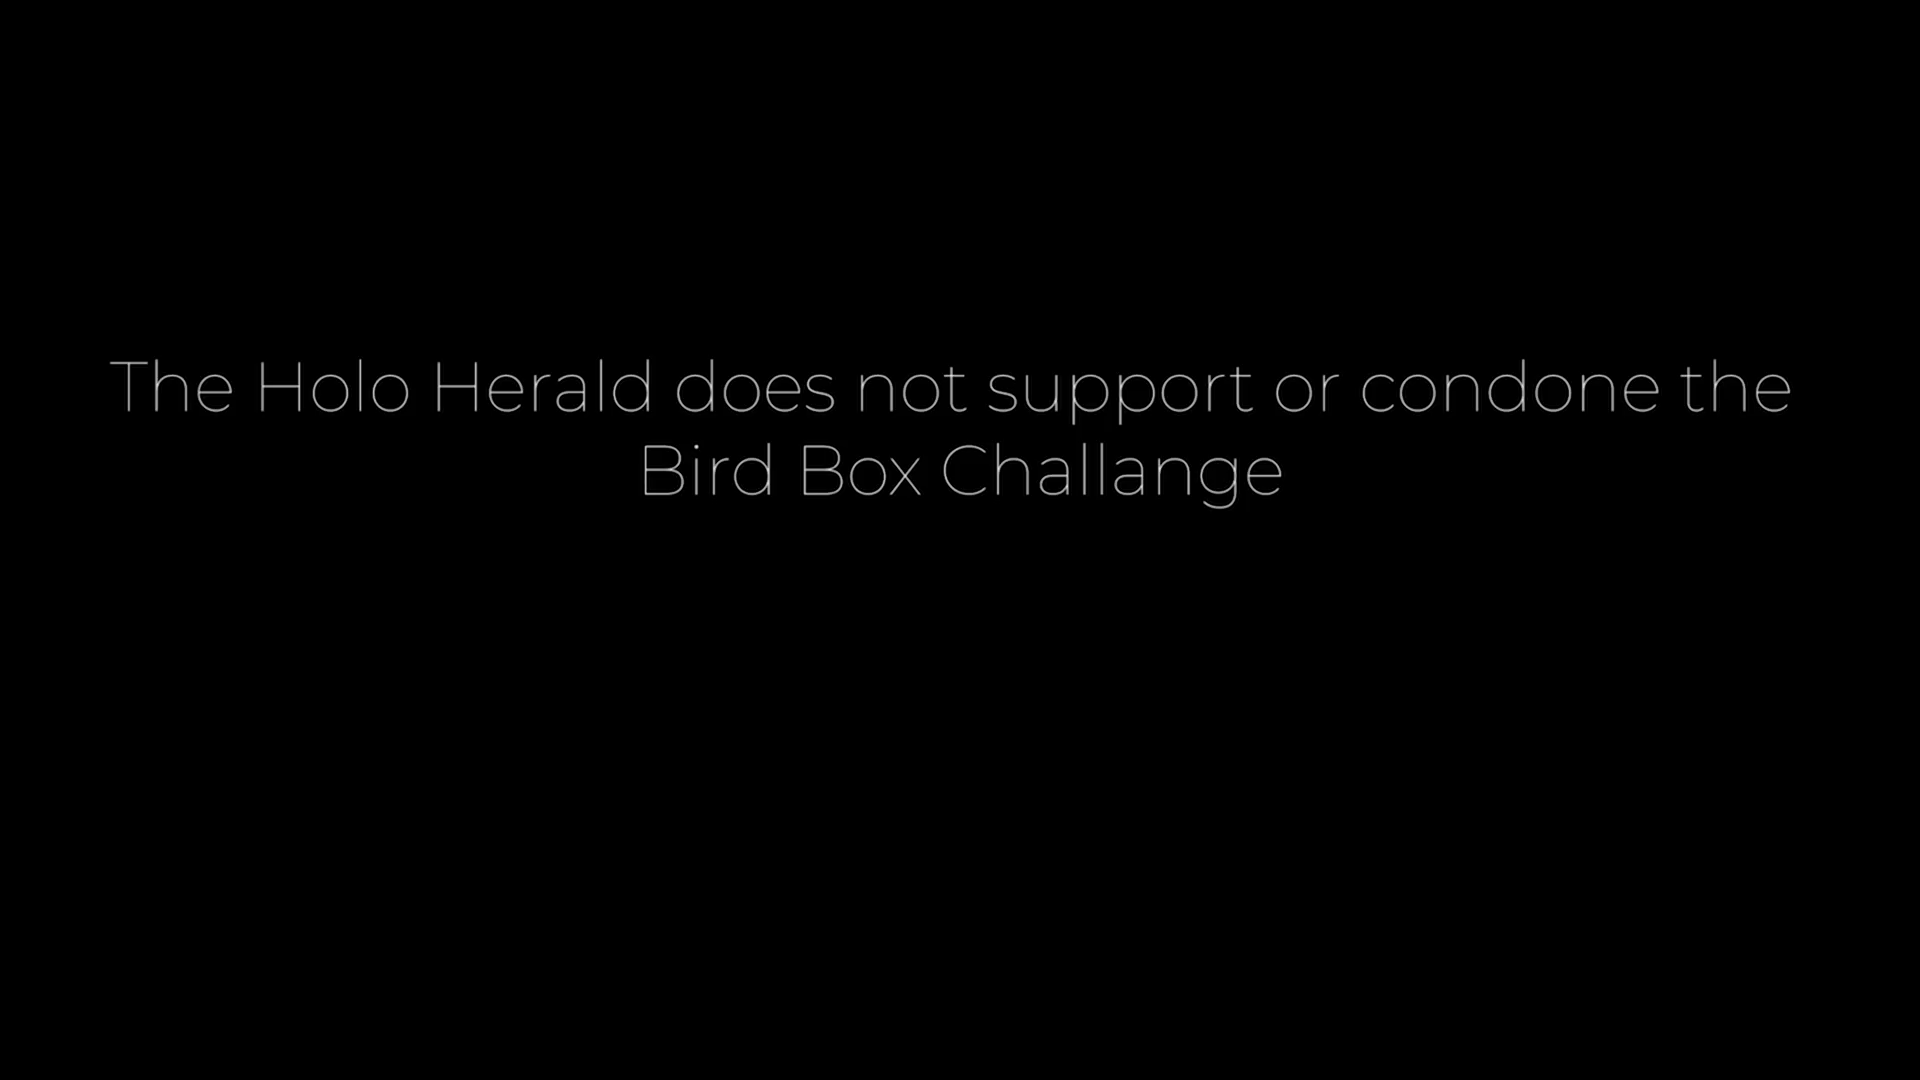 The Holo Herald does not support or condone the
Bird Box Challange